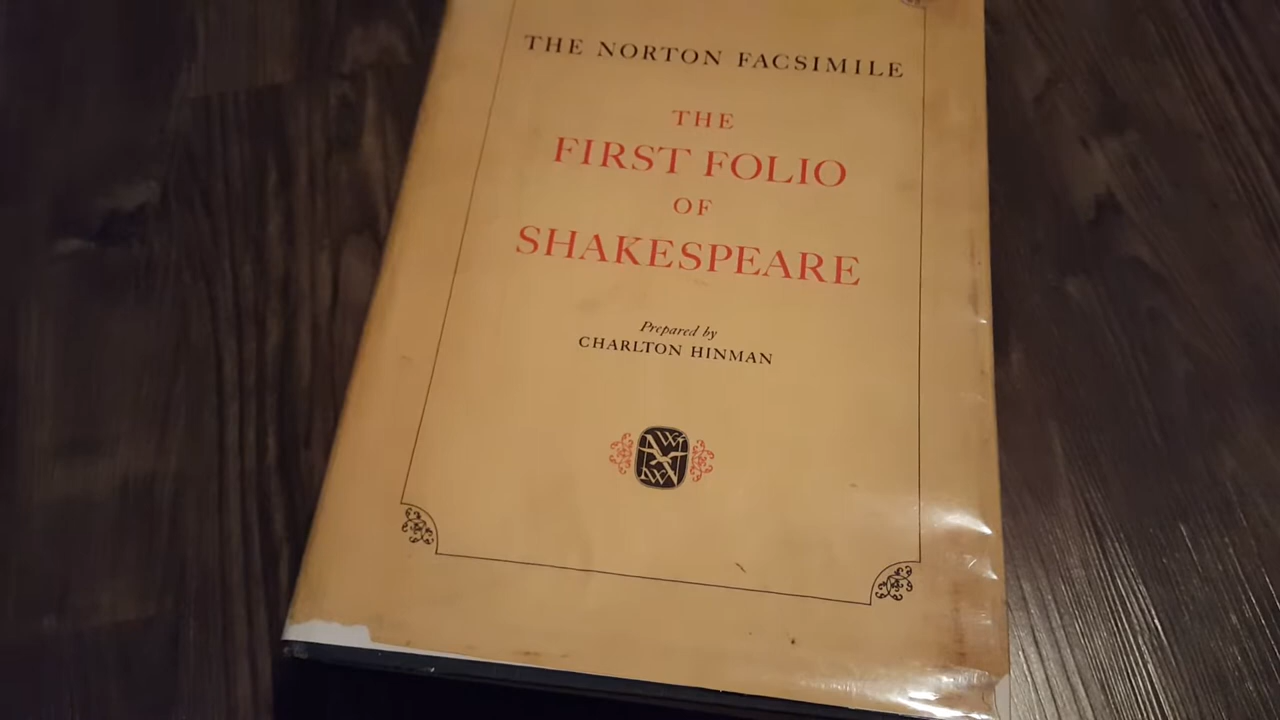 THE NORTON FACSIMILE
THE
FIRST FOLIO
OF
SHAKESPEARE
Prepared by
CHARLTON HINMAN